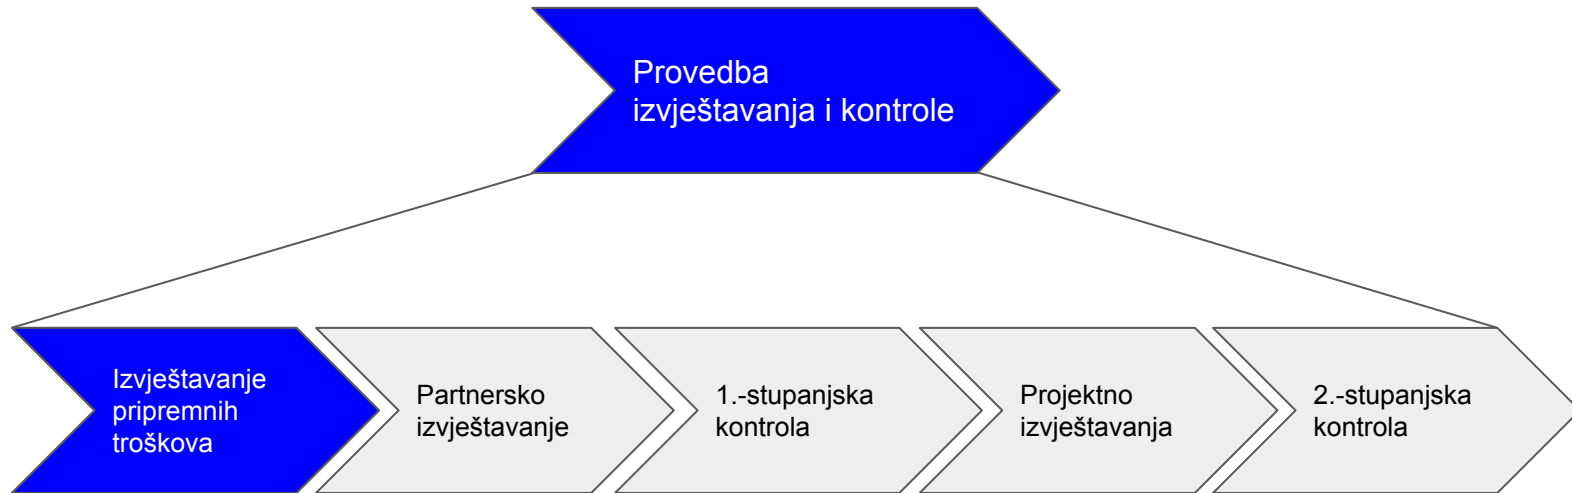 Provedba
izvještavanja i kontrole
Izvještavanje
pripremnih
troškova
Partnersko
izvještavanje
1.-stupanjska
kontrola
Projektno
izvještavanja
2.-stupanjska
kontrola